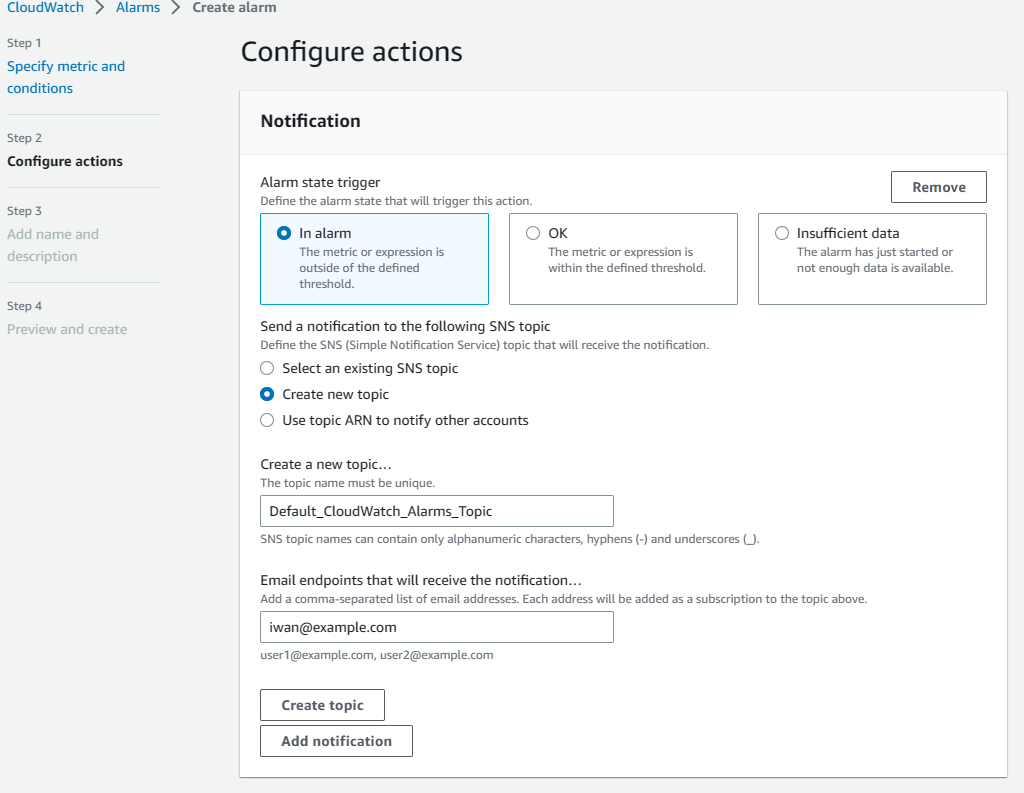 CloudWatch > Alarms > Create alarm
Step 1
Specify metric and
conditions
Step 2
Configure actions
Step 3
Add name and
description
Step 4
Preview and create
Configure actions
Notification
Alarm state trigger
Define the alarm state that will trigger this action.
Remove
In alarm
The metric or expression is
outside of the defined
threshold.
OK
The metric or expression is
within the defined threshold.
Insufficient data
The alarm has just started or
not enough data is available.
Send a notification to the following SNS topic
Define the SNS (Simple Notification Service) topic that will receive the notification.
Select an existing SNS topic
Create new topic
Use topic ARN to notify other accounts
Create a new topic…
The topic name must be unique.
Default_CloudWatch_Alarms_Topic
SNS topic names can contain only alphanumeric characters, hyphens (-) and underscores (_).
Email endpoints that will receive the notification…
Add a comma-separated list of email addresses. Each address will be added as a subscription to the topic above.
iwan@example.com
user1@example.com, user2@example.com
Create topic
Add notification